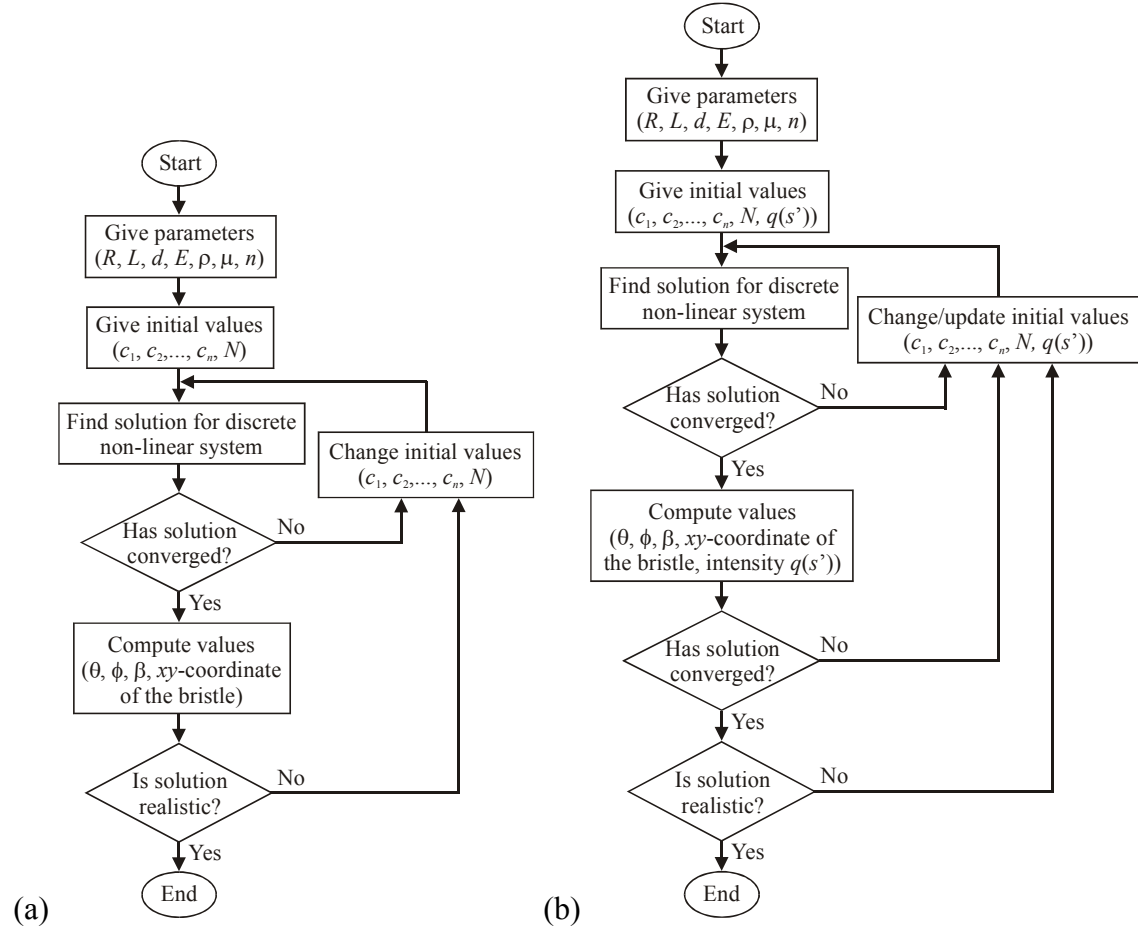 Start
Give parameters
(R, L, d, E, ρ, μ, n)
Give initial values
(c₁, c₂,..., cₙ, N)
Find solution for discrete
non-linear system
Change initial values
(c₁, c₂,..., cₙ, N)
Has solution
converged?
No
Yes
Compute values
(θ, ϕ, β, xy-coordinate
of the bristle)
Is solution
realistic?
No
Yes
End
(a)
Start
Give parameters
(R, L, d, E, ρ, μ, n)
Give initial values
(c₁, c₂,..., cₙ, N, q(s’))
Find solution for discrete
non-linear system
Change/update initial values
(c₁, c₂,..., cₙ, N, q(s’))
Has solution
converged?
No
Yes
Compute values
(θ, ϕ, β, xy-coordinate of
the bristle, intensity q(s’))
Has solution
converged?
No
Yes
Is solution
realistic?
No
Yes
End
(b)